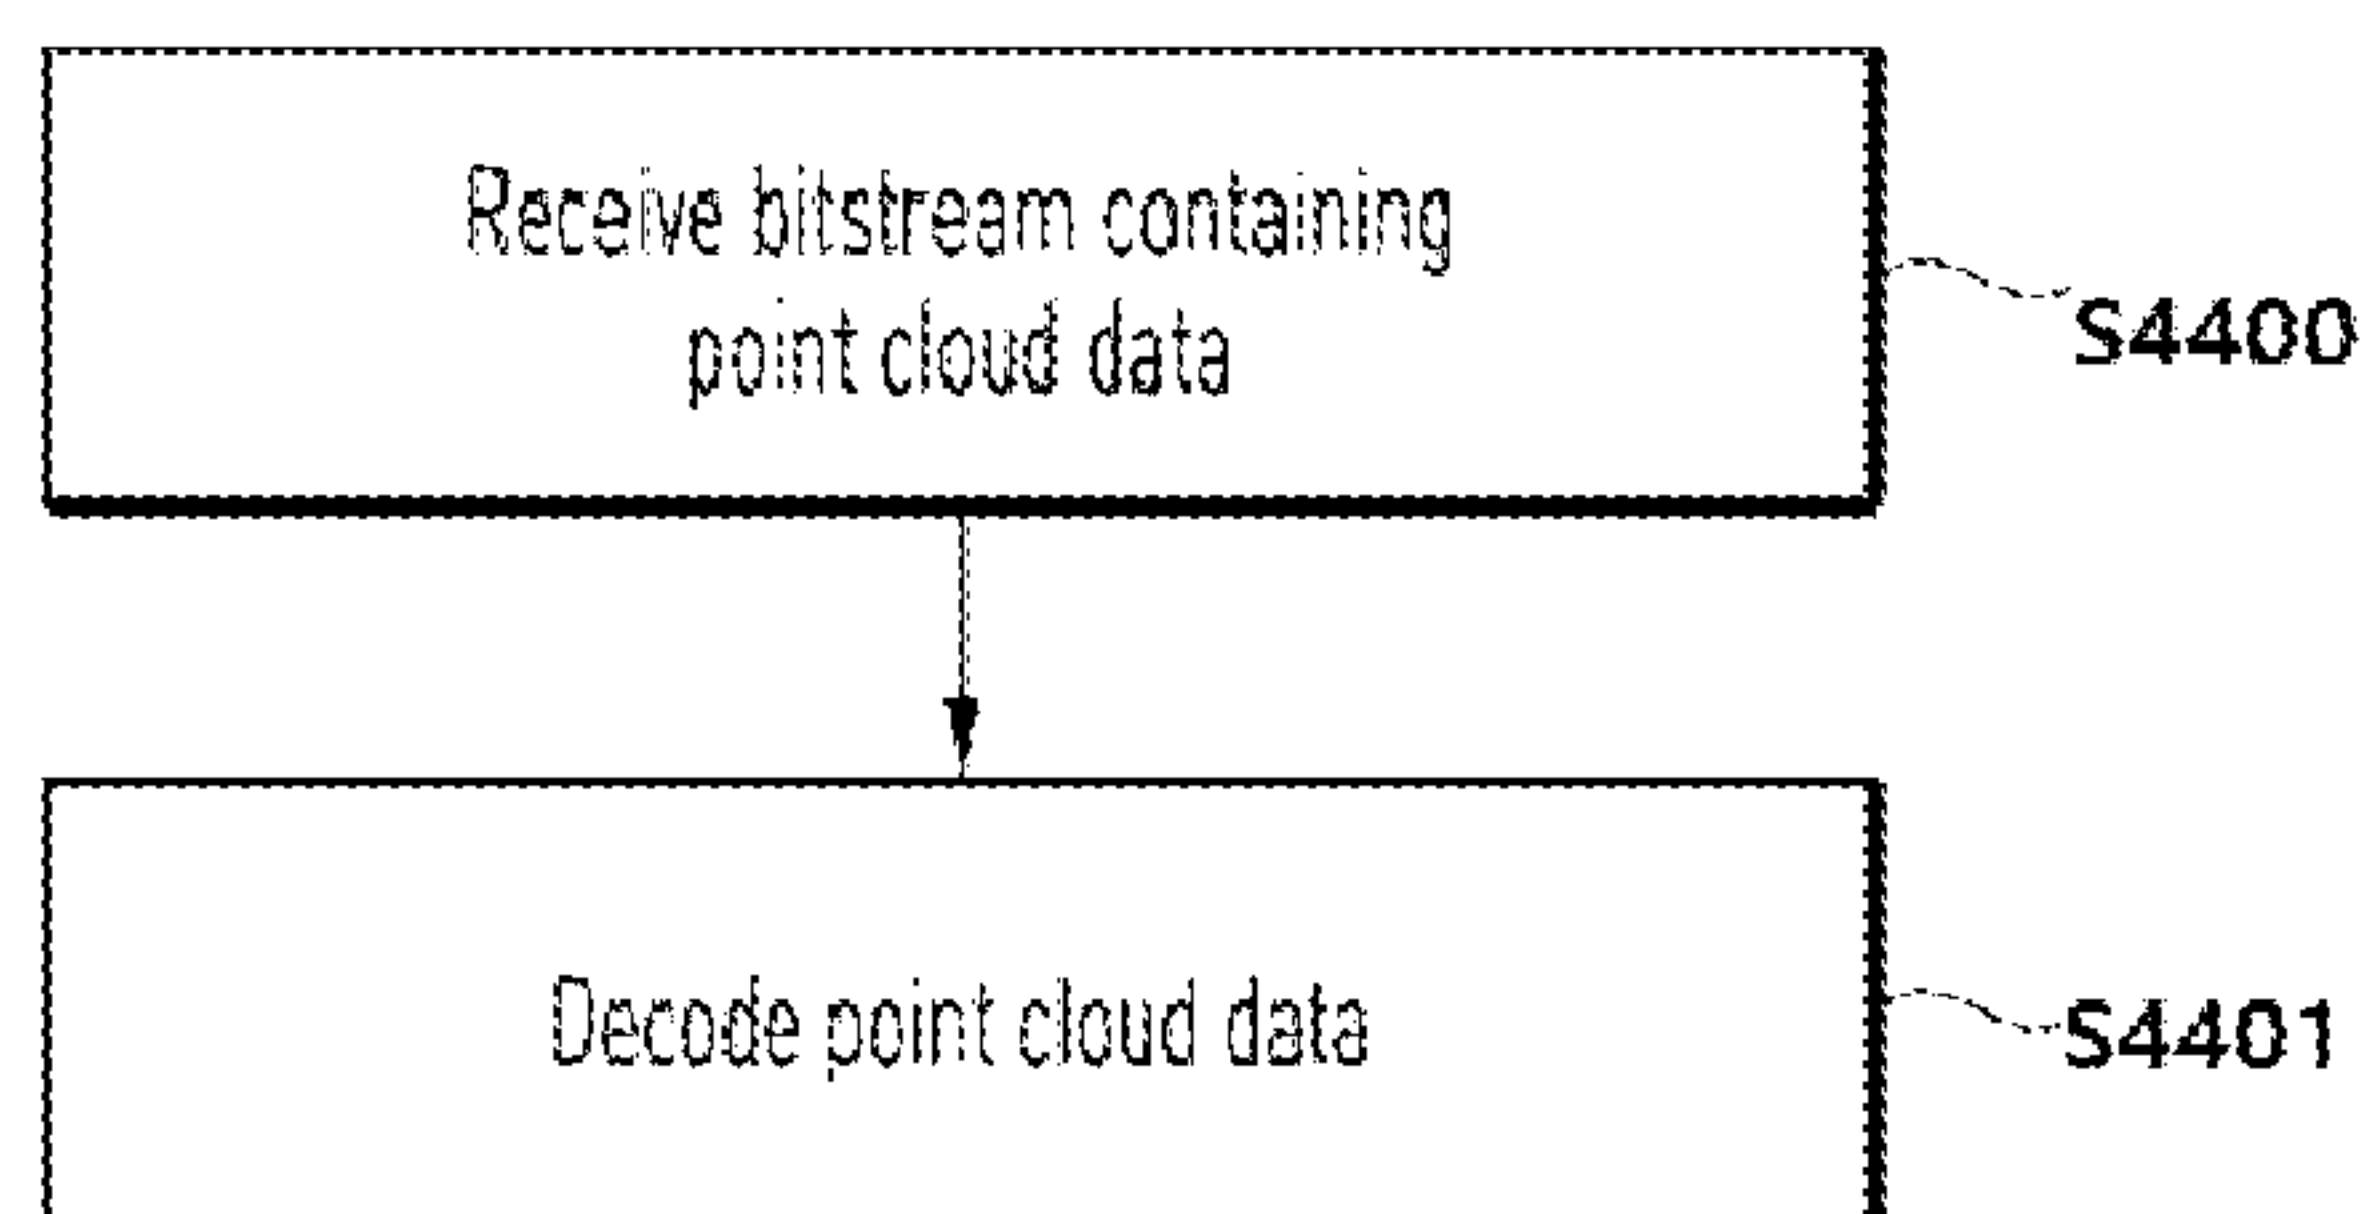 Receive bitstream containing
point cloud data
S4400
Decode point cloud data
S4401